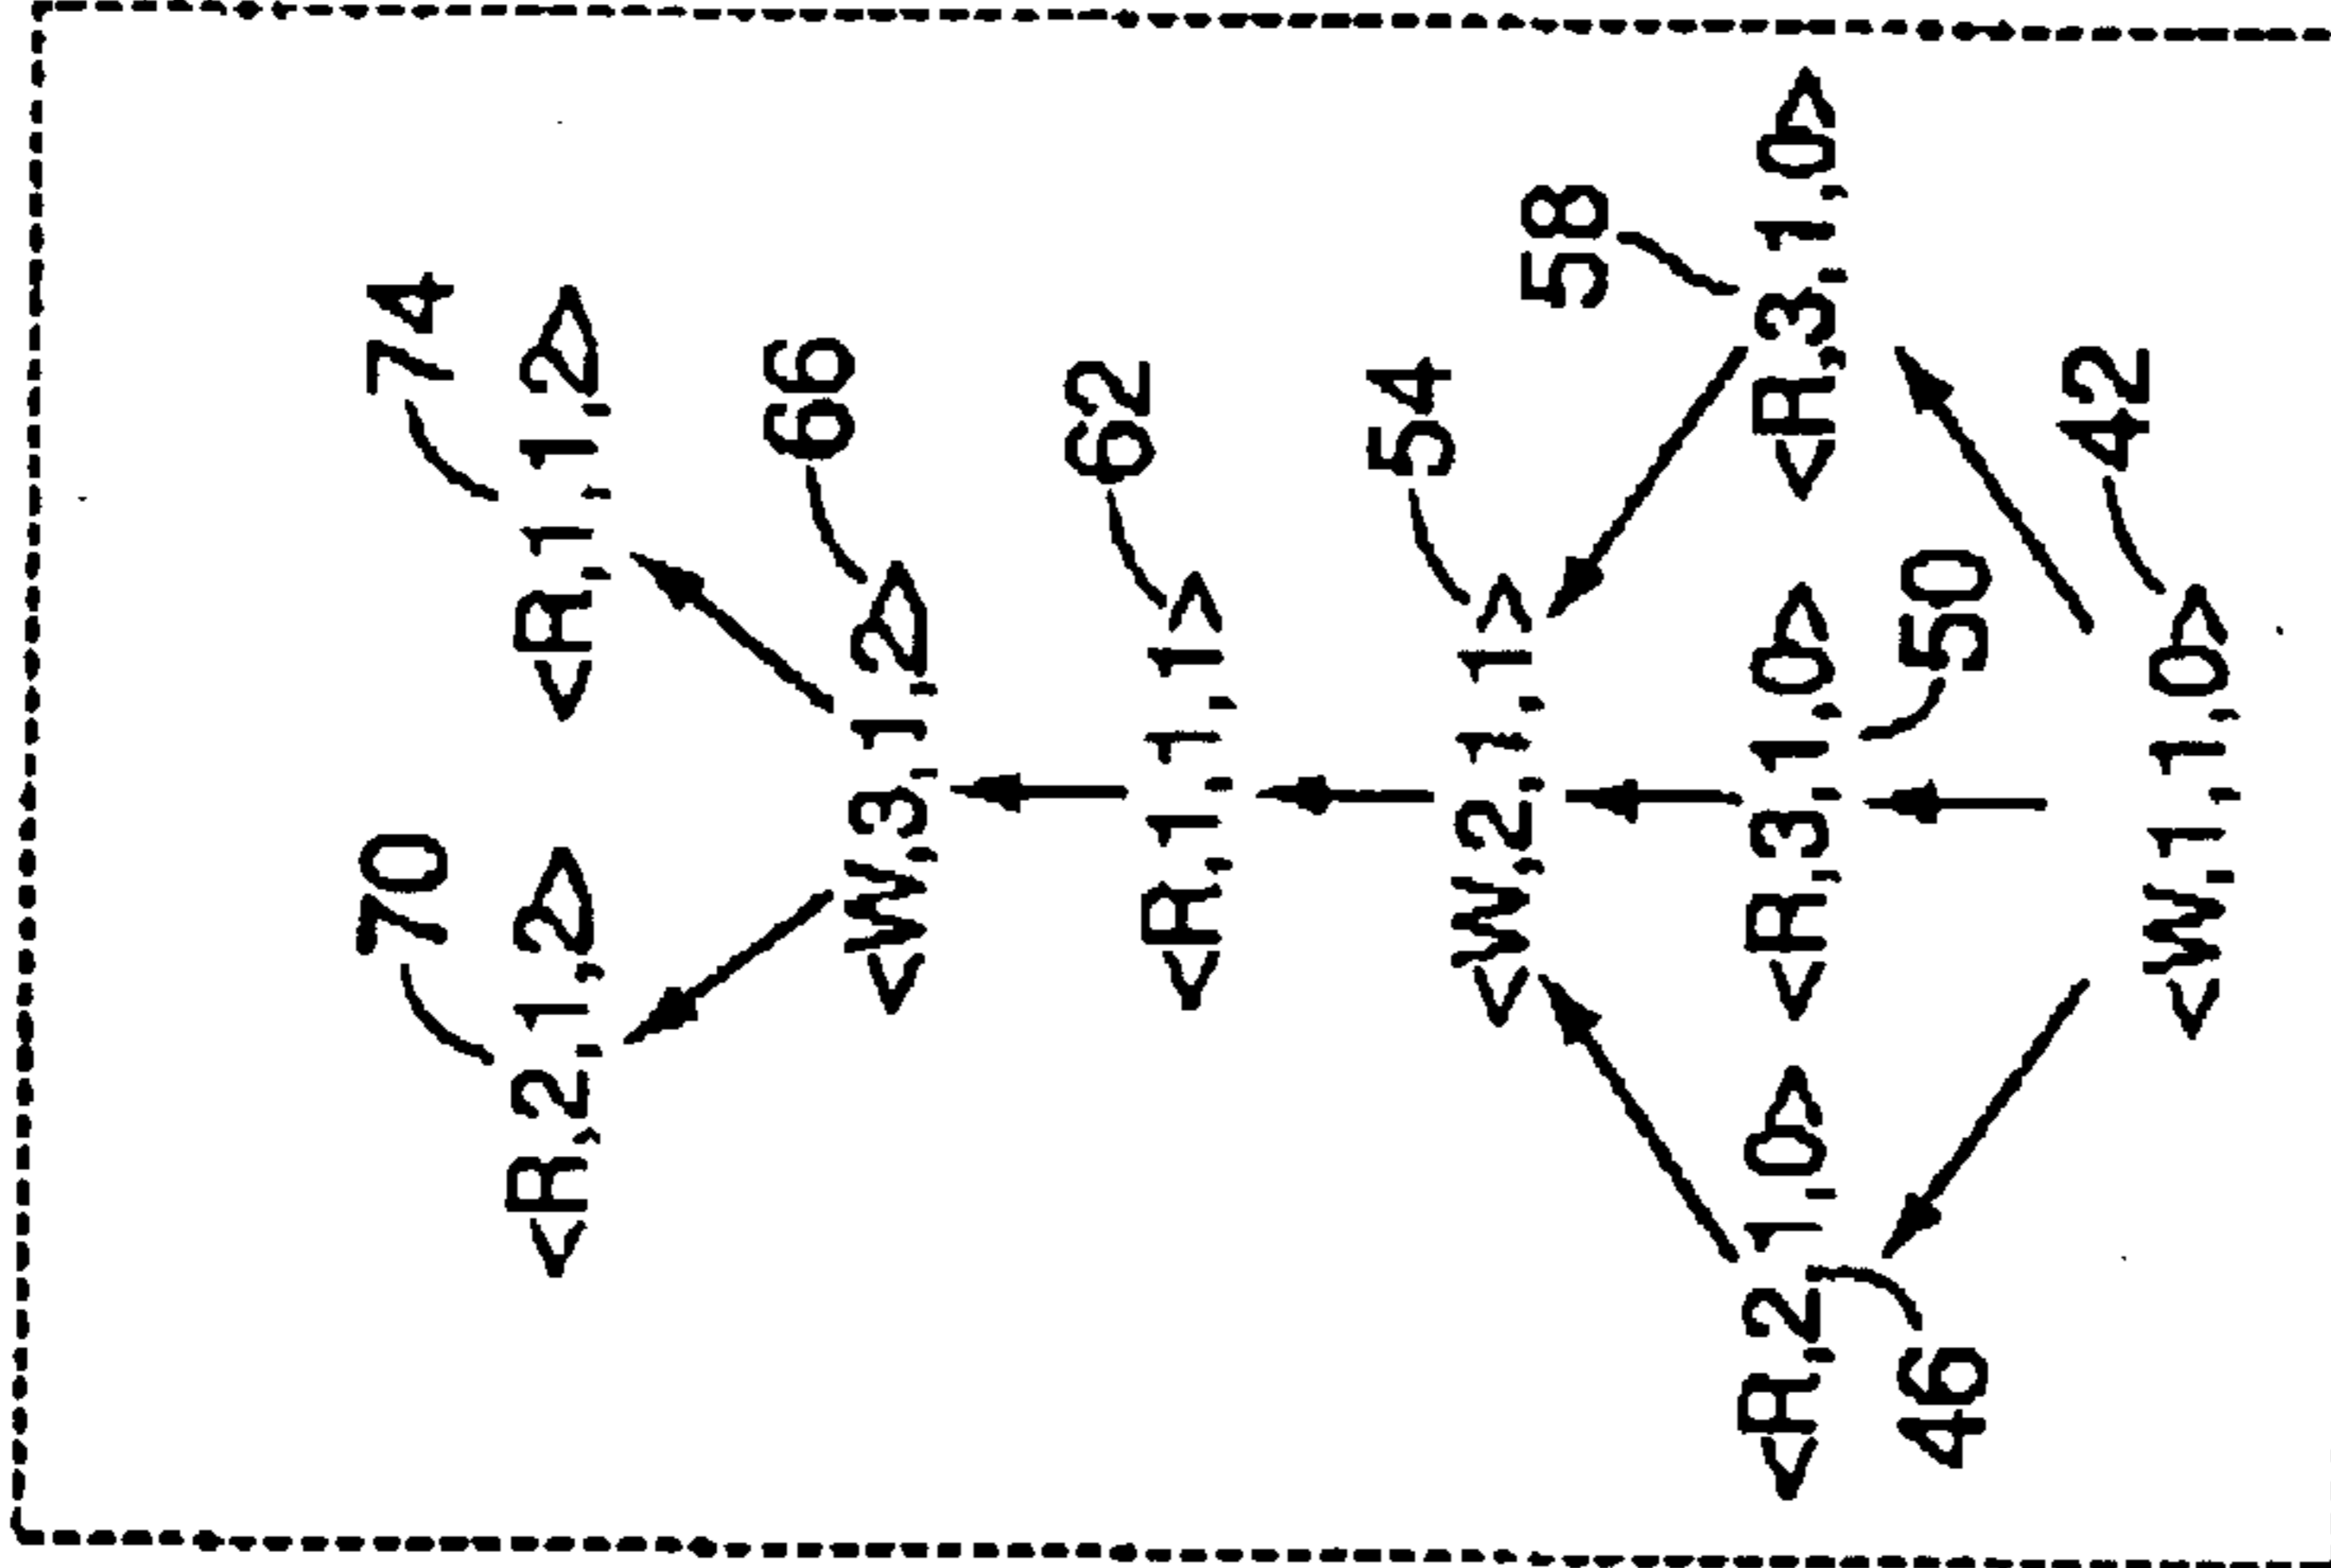 70 74
<R,2,1,2> <R,1,1,2>
66
<W,3,1,2>
62
<R,1,1,1>
54
<W,2,1,1>
58
<R,2,1,0> <R,3,1,0> <R,3,1,0>
46 50
42
<W,1,1,0>